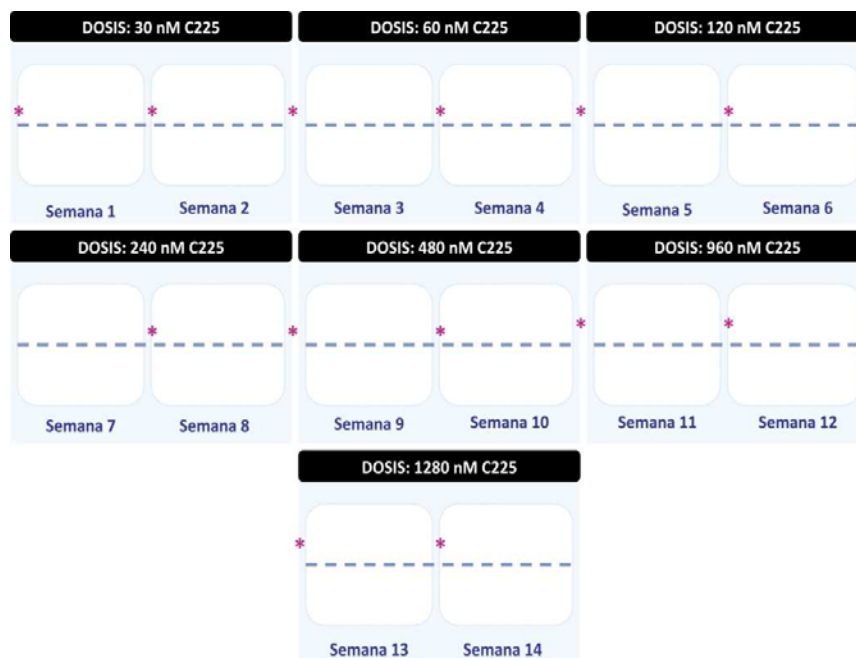 DOSIS: 30 nM C225
DOSIS: 60 nM C225
DOSIS: 120 nM C225
* * * * * *
Semana 1
Semana 2
Semana 3
Semana 4
Semana 5
Semana 6
DOSIS: 240 nM C225
DOSIS: 480 nM C225
DOSIS: 960 nM C225
* * * * *
Semana 7
Semana 8
Semana 9
Semana 10
Semana 11
Semana 12
DOSIS: 1280 nM C225
* *
Semana 13
Semana 14